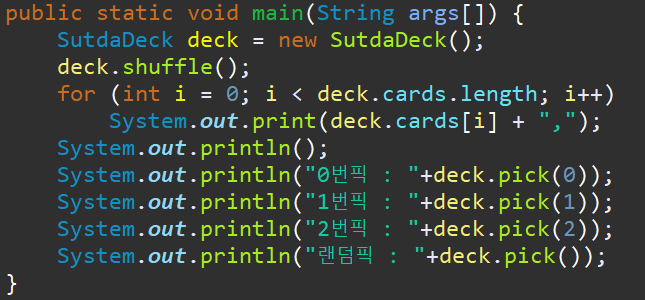 public static void main(String args[]) {
    SutdaDeck deck = new SutdaDeck();
    deck.shuffle();
    for (int i = 0; i < deck.cards.length; i++)
        System.out.print(deck.cards[i] + ",");
    System.out.println();
    System.out.println("0번픽 : "+deck.pick(0));
    System.out.println("1번픽 : "+deck.pick(1));
    System.out.println("2번픽 : "+deck.pick(2));
    System.out.println("랜덤픽 : "+deck.pick());
}